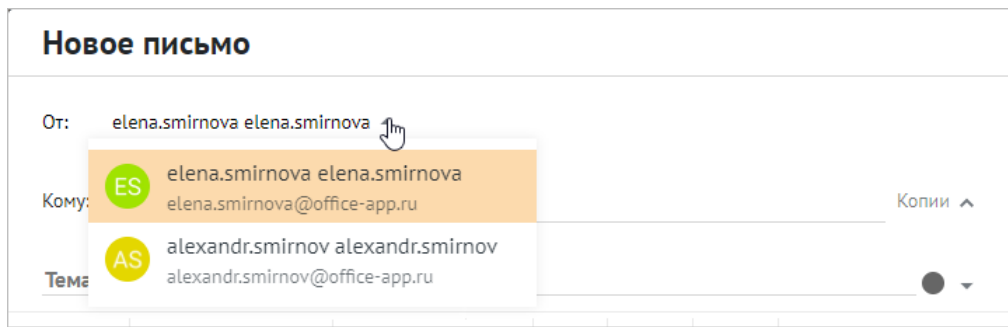 Новое письмо
От: elena.smirnova elena.smirnova
ES elena.smirnova elena.smirnova
elena.smirnova@office-app.ru
Кому: Копии
AS alexandr.smirnov alexandr.smirnov
alexandr.smirnov@office-app.ru
Тема